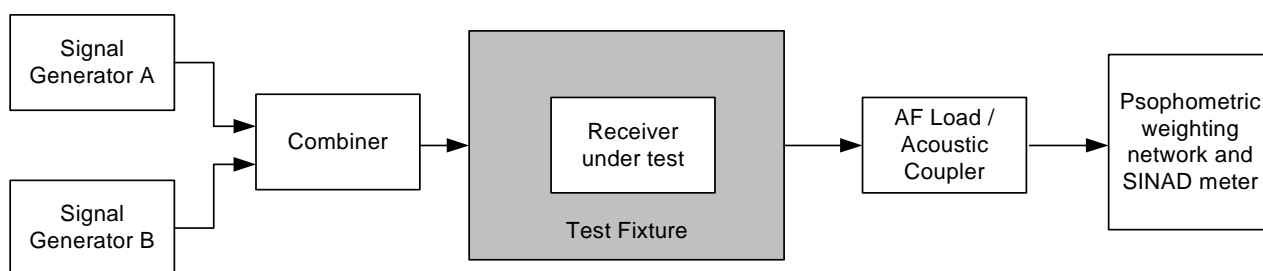 Signal
Generator A
Signal
Generator B
Combiner
Receiver
under test
Test Fixture
AF Load /
Acoustic
Coupler
Psophometric
weighting
network and
SINAD meter